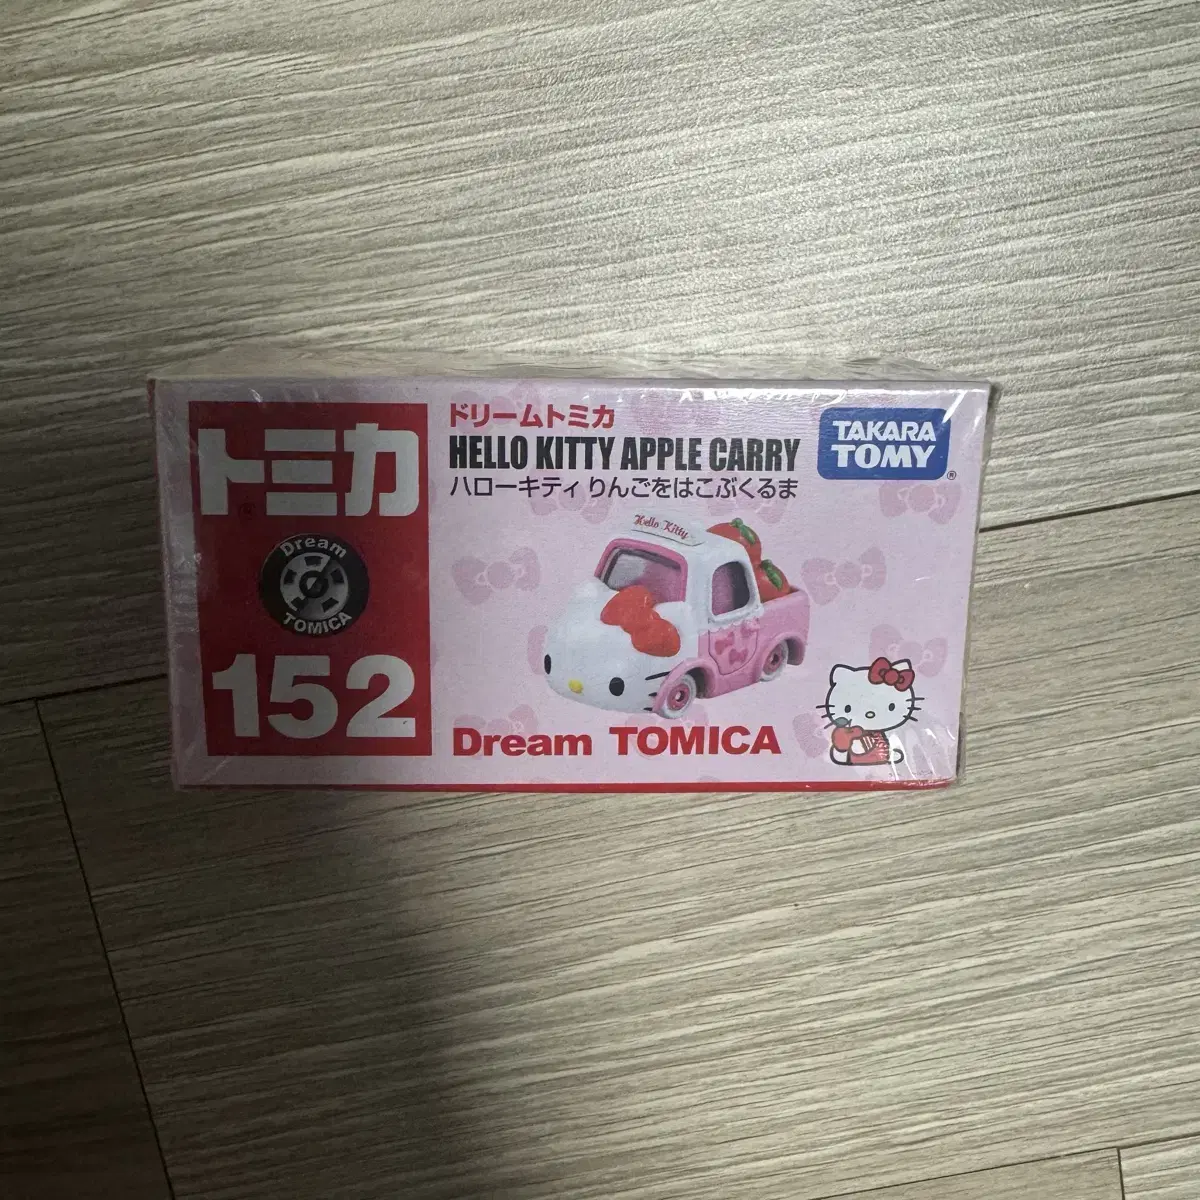 トミカ
Dream
TOMICA
152
ドリームトミカ
HELLO KITTY APPLE CARRY
ハローキティ りんごをはこぶくるま
TAKARA
TOMY®
Hello Kitty
Dream TOMICA